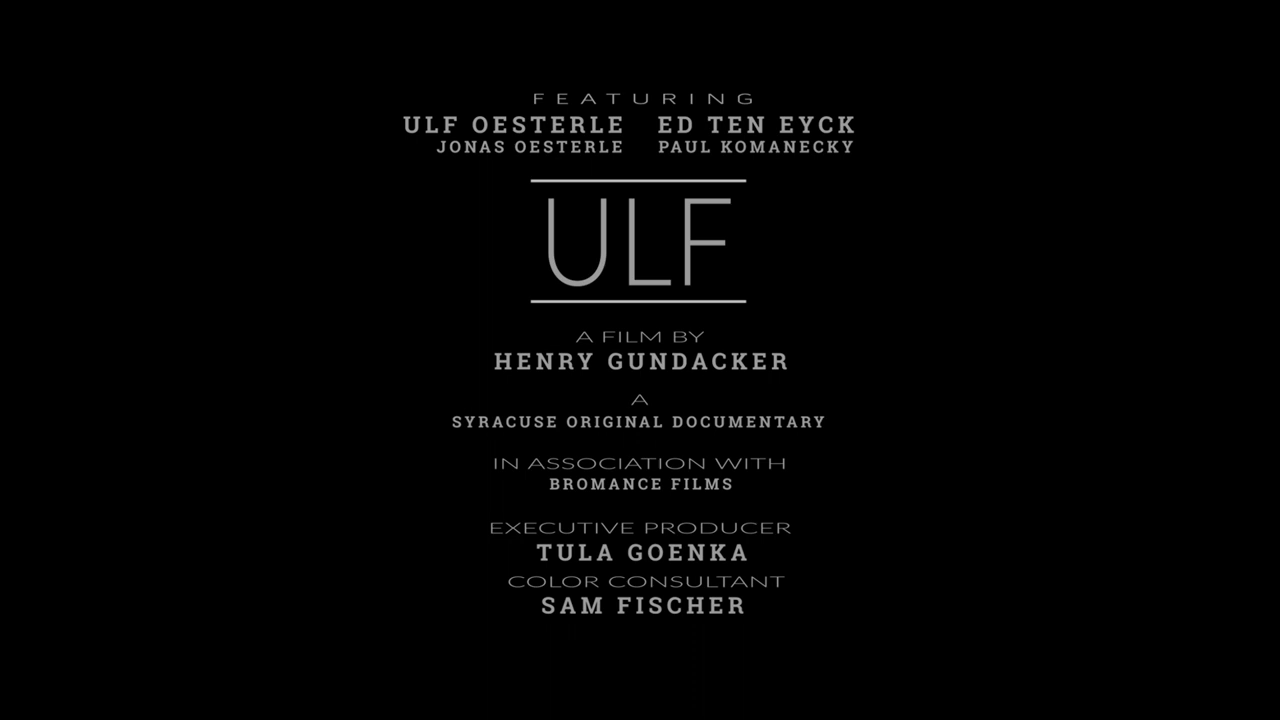 FEATURING
ULF OESTERLE ED TEN EYCK
JONAS OESTERLE PAUL KOMANECKY
ULF
A FILM BY
HENRY GUNDACKER
A
SYRACUSE ORIGINAL DOCUMENTARY
IN ASSOCIATION WITH
BROMANCE FILMS
EXECUTIVE PRODUCER
TULA GOENKA
COLOR CONSULTANT
SAM FISCHER